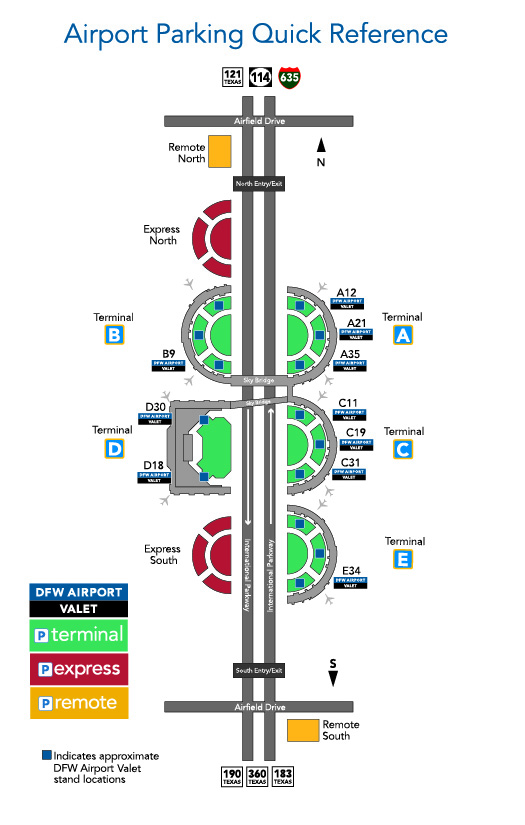 Airport Parking Quick Reference
121
TEXAS
114
635
Airfield Drive
Remote
North
N
North Entry/Exit
Express
North
A12
DFW AIRPORT
VALET
Terminal
B
A21
DFW AIRPORT
VALET
Terminal
A
B9
DFW AIRPORT
VALET
A35
DFW AIRPORT
VALET
Sky Bridge
Sky Bridge
D30
DFW AIRPORT
VALET
C11
DFW AIRPORT
VALET
Terminal
D
C19
DFW AIRPORT
VALET
Terminal
C
D18
DFW AIRPORT
VALET
C31
DFW AIRPORT
VALET
Express
South
International Parkway
International Parkway
Terminal
E
E34
DFW AIRPORT
VALET
DFW AIRPORT
VALET
P terminal
P express
P remote
South Entry/Exit
S
Airfield Drive
Remote
South
Indicates approximate
DFW Airport Valet
stand locations
190
TEXAS
360
TEXAS
183
TEXAS